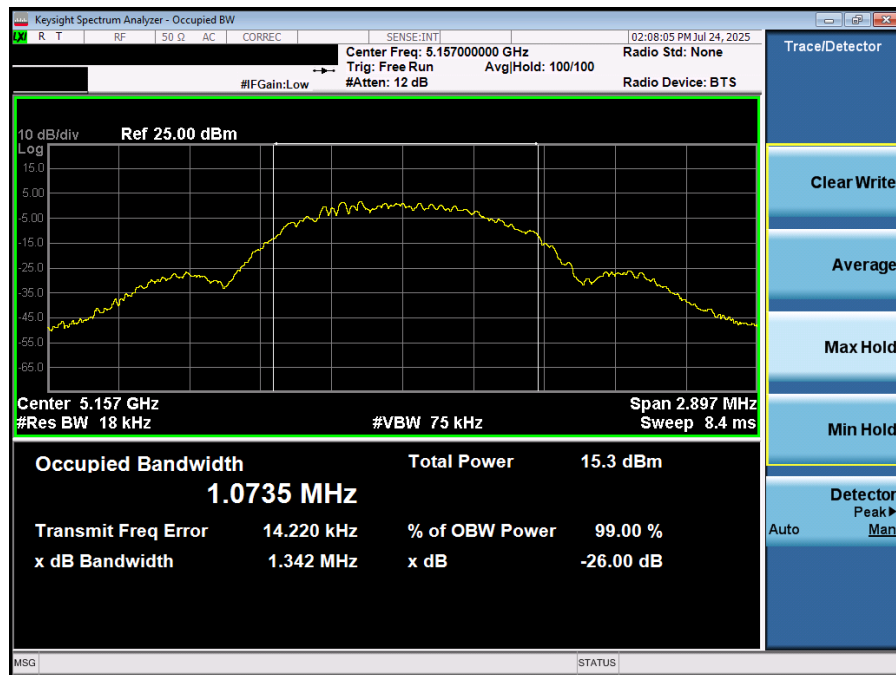 Keysight Spectrum Analyzer - Occupied BW
LXI R T RF 50 Ω AC CORREC SENSE:INT 02:08:05 PM Jul 24, 2025
Center Freq: 5.157000000 GHz Radio Std: None
Trig: Free Run Avg|Hold: 100/100
#IFGain:Low #Atten: 12 dB Radio Device: BTS
10 dB/div Ref 25.00 dBm
Log
15.0
5.00
-5.00
-15.0
-25.0
-35.0
-45.0
-55.0
-65.0
Center 5.157 GHz Span 2.897 MHz
#Res BW 18 kHz #VBW 75 kHz Sweep 8.4 ms
Occupied Bandwidth Total Power 15.3 dBm
1.0735 MHz
Transmit Freq Error 14.220 kHz % of OBW Power 99.00 %
x dB Bandwidth 1.342 MHz x dB -26.00 dB
MSG STATUS
Trace/Detector
Clear Write
Average
Max Hold
Min Hold
Detector
Peak▶
Auto Man